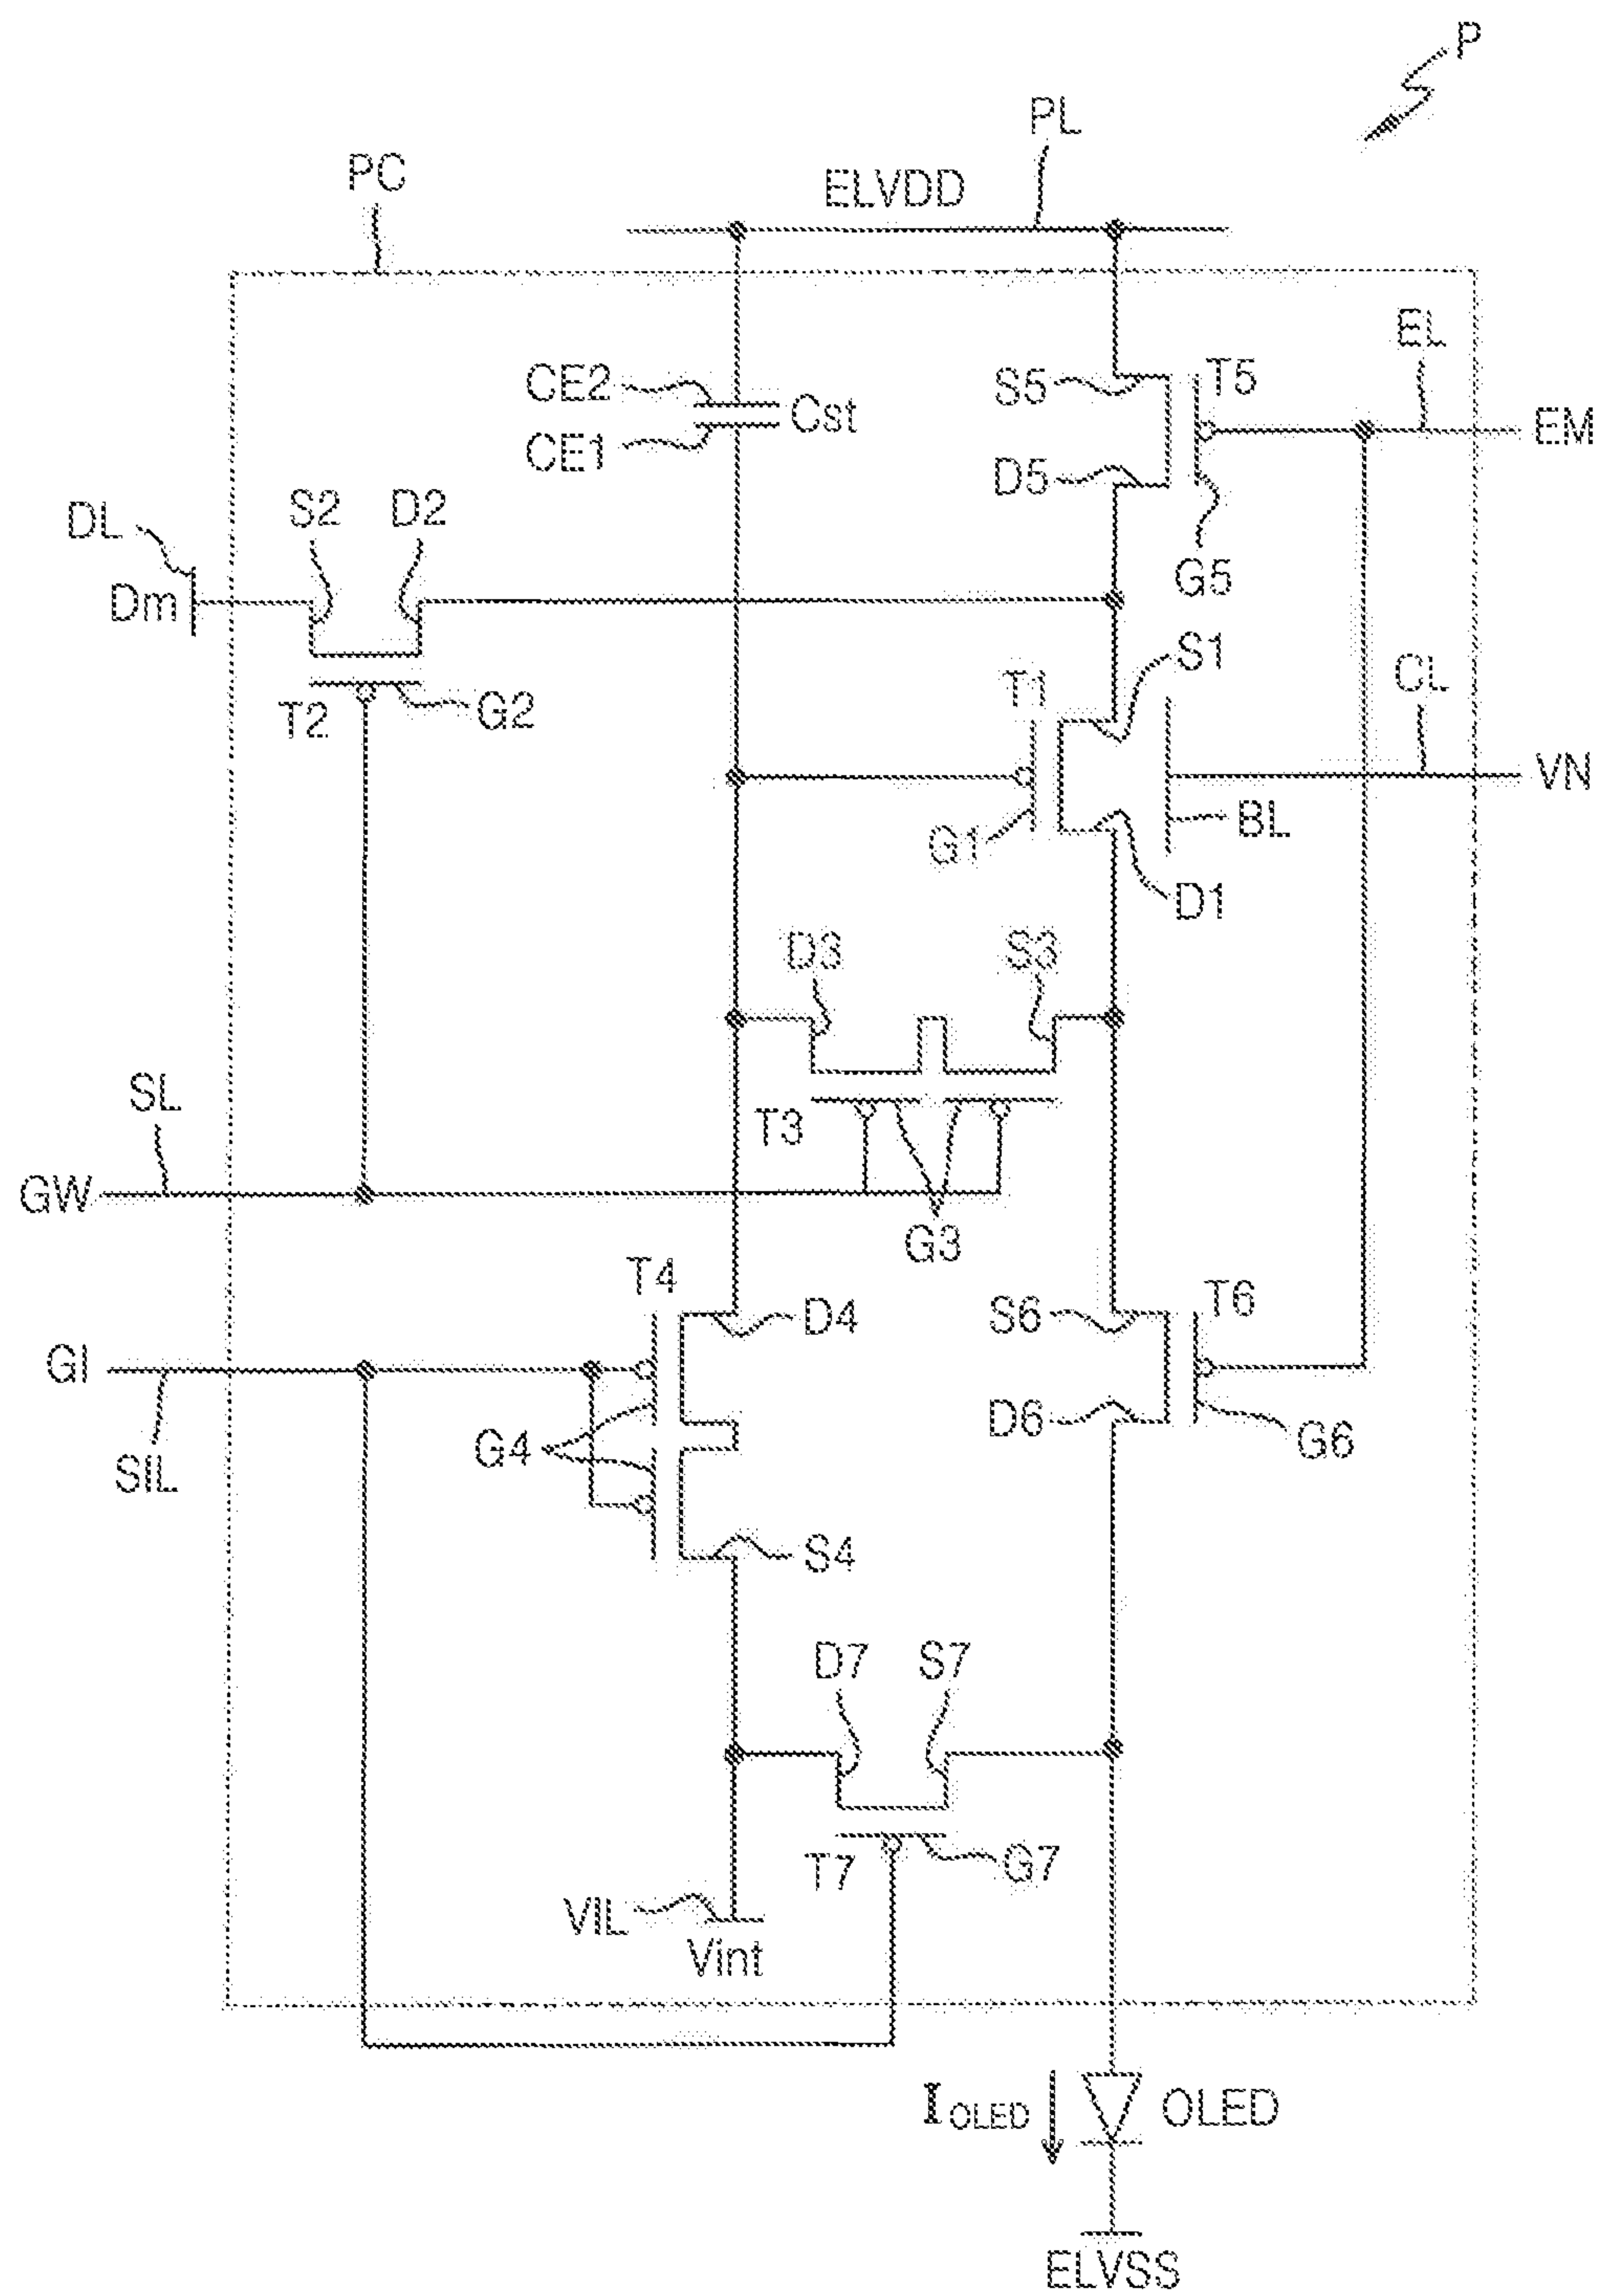 P
PL
PC
ELVDD
EL
CE2
Cst
S5
T5
EM
CE1
D5
S2
D2
DL
G5
Dm
S1
T1
CL
T2
G2
VN
G1
BL
D1
D3
S3
SL
T3
GW
G3
T4
D4
S6
T6
GI
D6
G4
G6
SIL
S4
D7
S7
T7
G7
VIL
Vint
IOLED
OLED
ELVSS